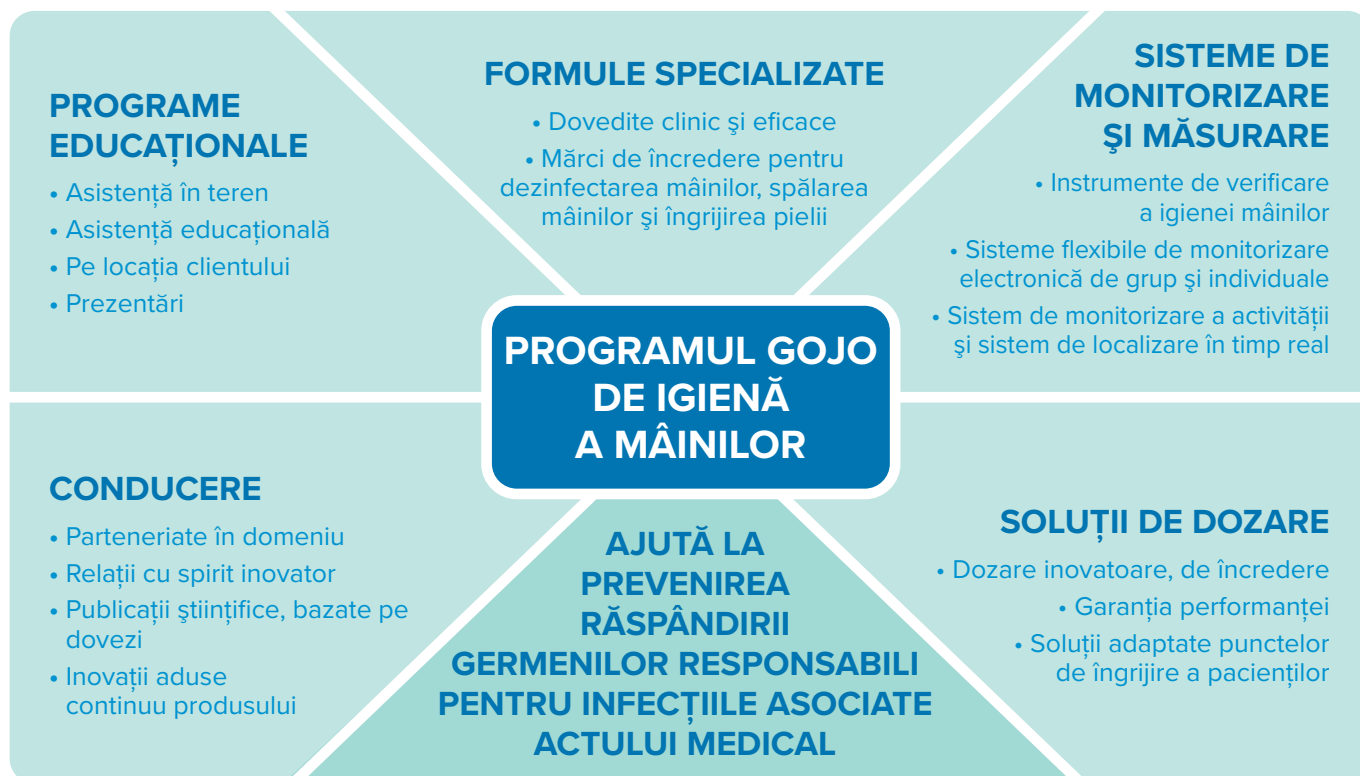 PROGRAME
EDUCAȚIONALE
• Asistență în teren
• Asistență educațională
• Pe locația clientului
• Prezentări
FORMULE SPECIALIZATE
• Dovedite clinic şi eficace
• Mărci de încredere pentru
dezinfectarea mâinilor, spălarea
mâinilor şi îngrijirea pielii
SISTEME DE
MONITORIZARE
ŞI MĂSURARE
• Instrumente de verificare
a igienei mâinilor
• Sisteme flexibile de monitorizare
electronică de grup şi individuale
• Sistem de monitorizare a activității
şi sistem de localizare în timp real
PROGRAMUL GOJO
DE IGIENĂ
A MÂINILOR
CONDUCERE
• Parteneriate în domeniu
• Relații cu spirit inovator
• Publicații ştiințifice, bazate pe
dovezi
• Inovații aduse
continuu produsului
AJUTĂ LA
PREVENIREA
RĂSPÂNDIRII
GERMENILOR RESPONSABILI
PENTRU INFECȚIILE ASOCIATE
ACTULUI MEDICAL
SOLUȚII DE DOZARE
• Dozare inovatoare, de încredere
• Garanția performanței
• Soluții adaptate punctelor
de îngrijire a pacienților